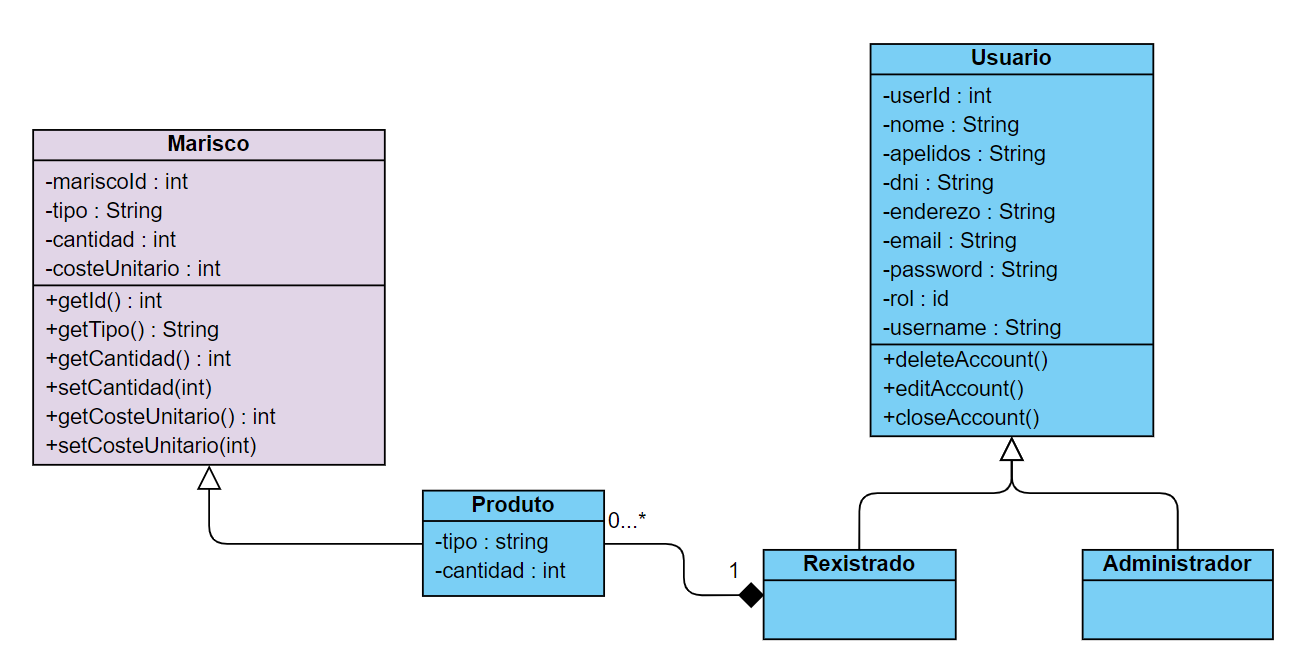 Marisco
-mariscoId : int
-tipo : String
-cantidad : int
-costeUnitario : int
+getId() : int
+getTipo() : String
+getCantidad() : int
+setCantidad(int)
+getCosteUnitario() : int
+setCosteUnitario(int)
Usuario
-userId : int
-nome : String
-apelidos : String
-dni : String
-enderezo : String
-email : String
-password : String
-rol : id
-username : String
+deleteAccount()
+editAccount()
+closeAccount()
Produto
-tipo : string
-cantidad : int
0...*
1
Rexistrado
Administrador